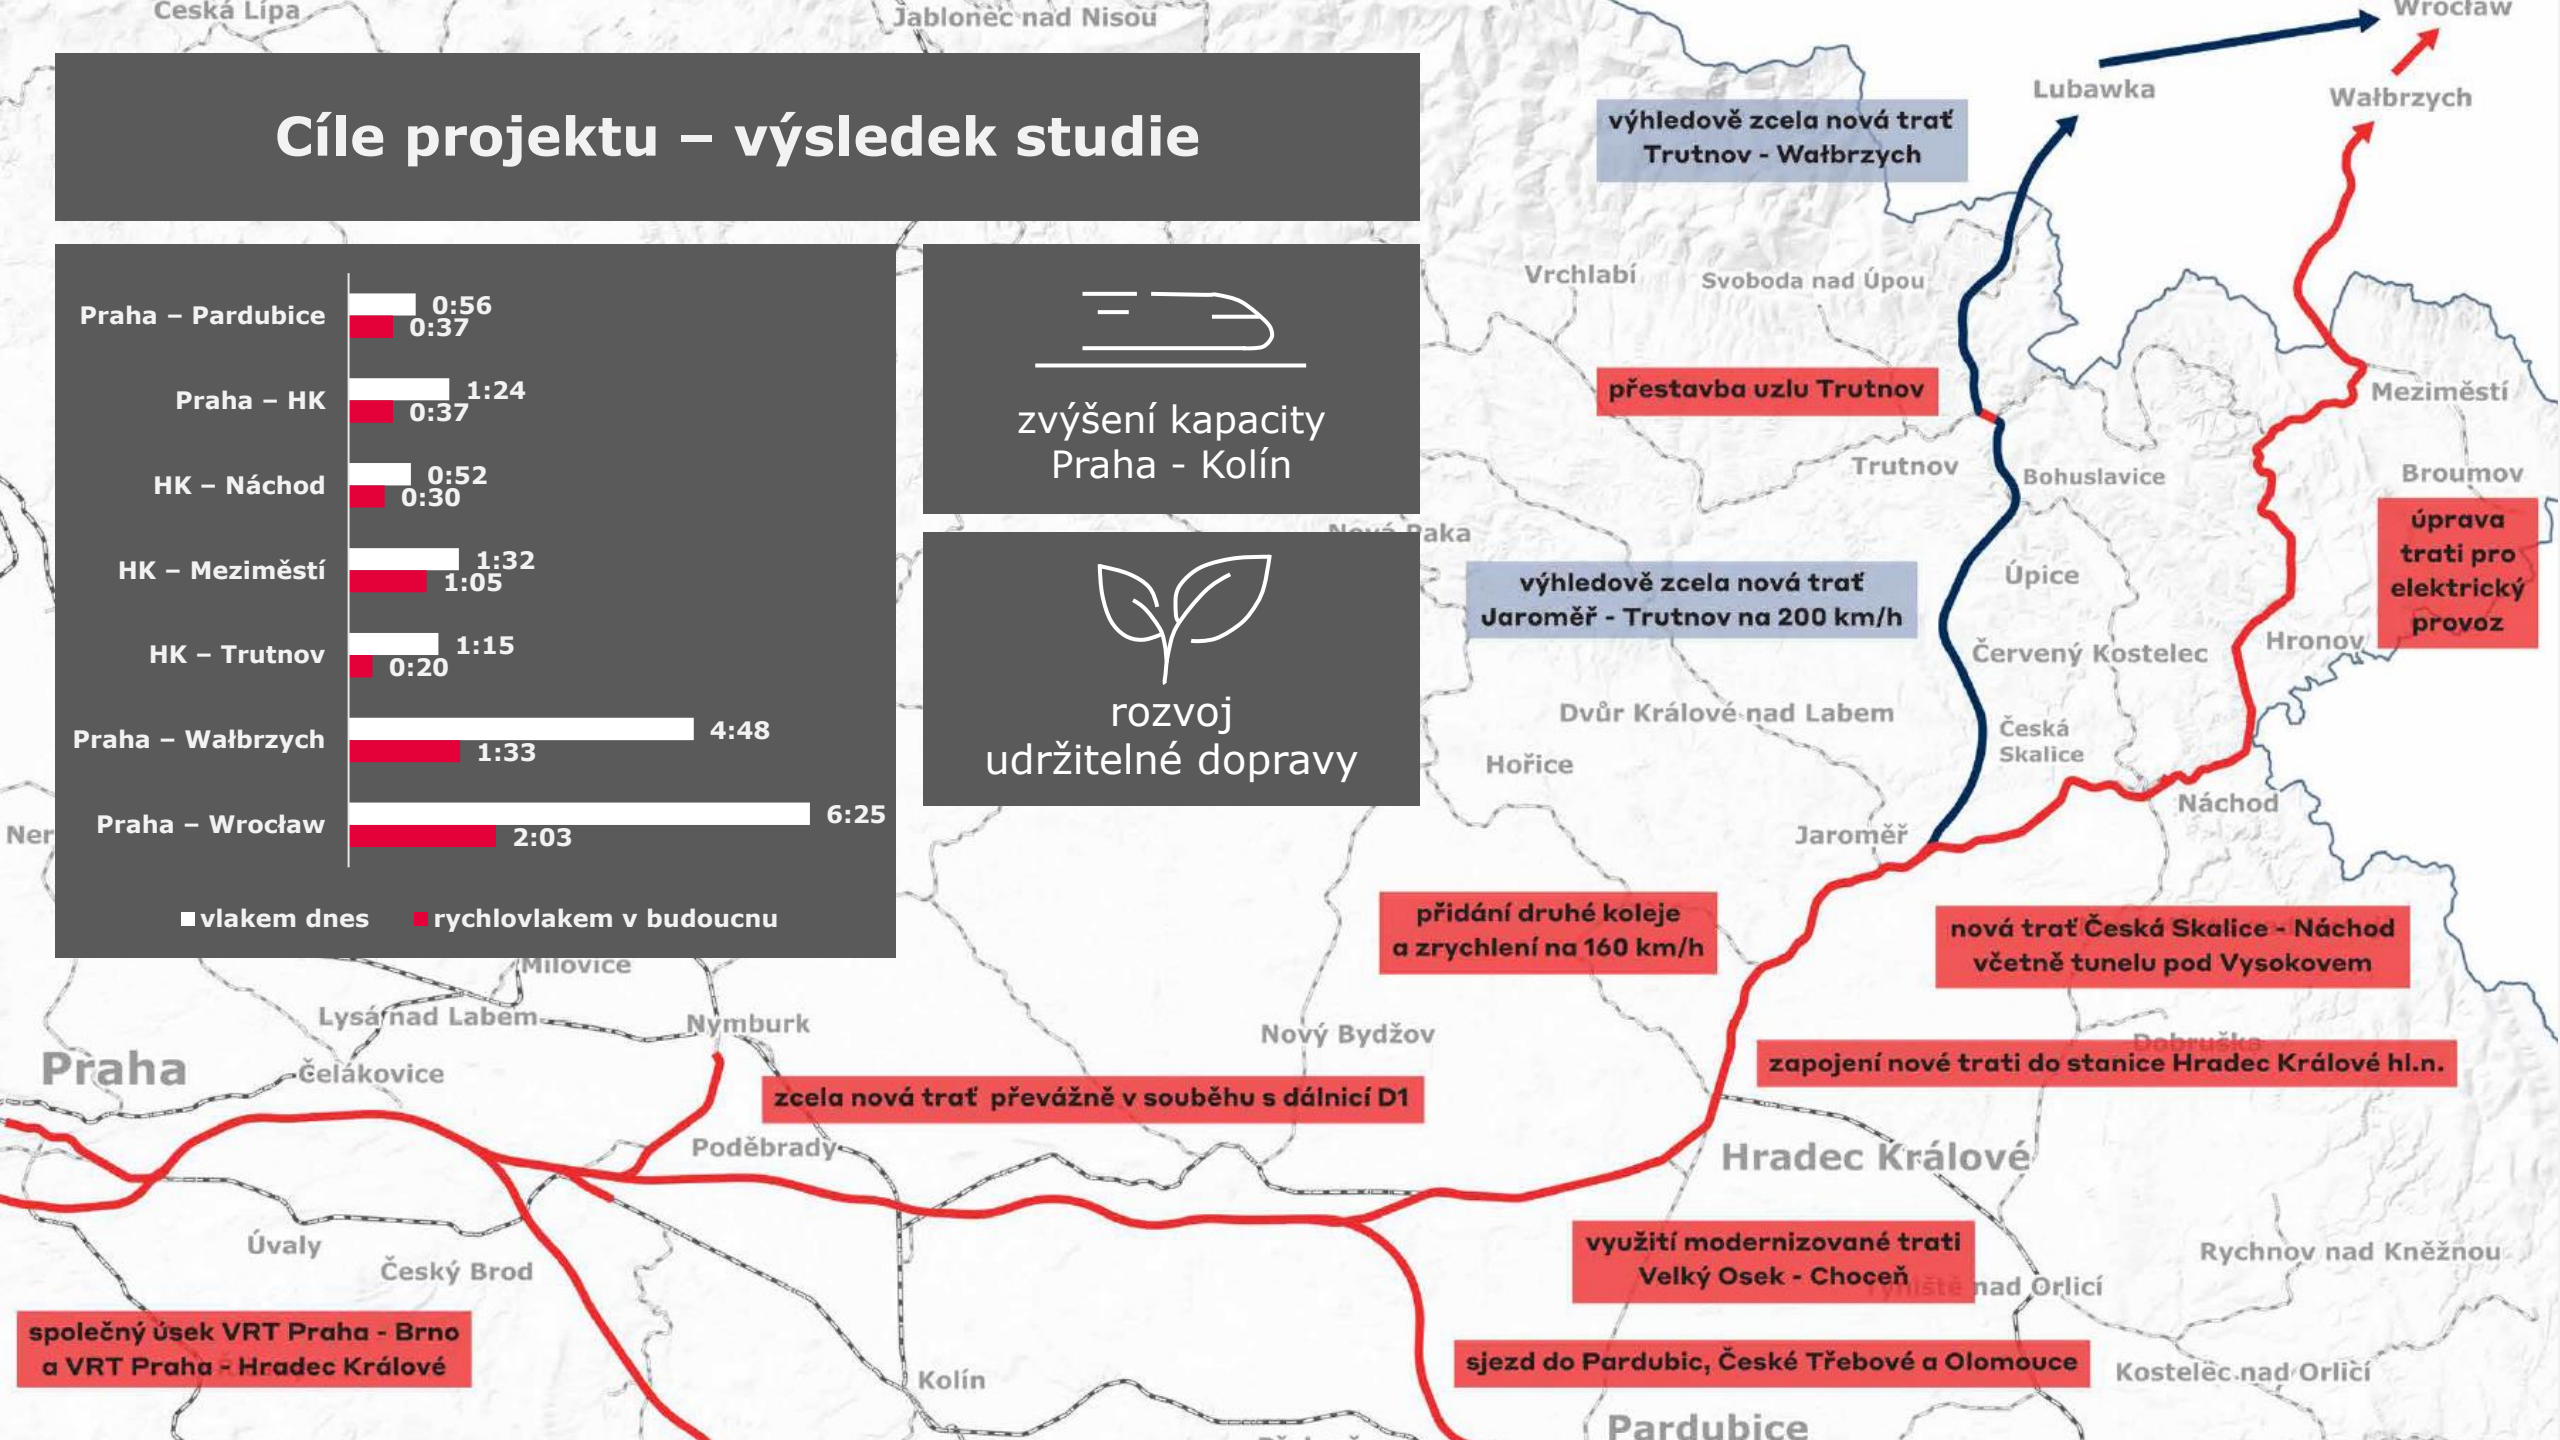 Cíle projektu – výsledek studie
Praha – Pardubice
0:56
0:37
Praha – HK
1:24
0:37
HK – Náchod
0:52
0:30
HK – Meziměstí
1:32
1:05
HK – Trutnov
1:15
0:20
Praha – Wałbrzych
4:48
1:33
Praha – Wrocław
6:25
2:03
vlakem dnes
rychlovlakem v budoucnu
zvýšení kapacity
Praha - Kolín
rozvoj
udržitelné dopravy
Česká Lípa
Jablonec nad Nisou
Wrocław
Lubawka
Wałbrzych
výhledově zcela nová trať
Trutnov - Wałbrzych
Vrchlabí
Svoboda nad Úpou
přestavba uzlu Trutnov
Meziměstí
Trutnov
Bohuslavice
Broumov
úprava
trati pro
elektrický
provoz
Nová Paka
výhledově zcela nová trať
Jaroměř - Trutnov na 200 km/h
Úpice
Červený Kostelec
Hronov
Dvůr Králové nad Labem
Česká
Skalice
Hořice
Náchod
Jaroměř
Ner
přidání druhé koleje
a zrychlení na 160 km/h
nová trať Česká Skalice - Náchod
včetně tunelu pod Vysokovem
Milovice
Lysá nad Labem
Nymburk
Nový Bydžov
Dobruška
zapojení nové trati do stanice Hradec Králové hl.n.
Praha
Čelákovice
zcela nová trať převážně v souběhu s dálnicí D1
Poděbrady
Hradec Králové
Úvaly
Český Brod
využití modernizované trati
Velký Osek - Choceň
nad Orlicí
Rychnov nad Kněžnou
společný úsek VRT Praha - Brno
a VRT Praha - Hradec Králové
sjezd do Pardubic, České Třebové a Olomouce
Kolín
Kostelec nad Orlicí
Pardubice